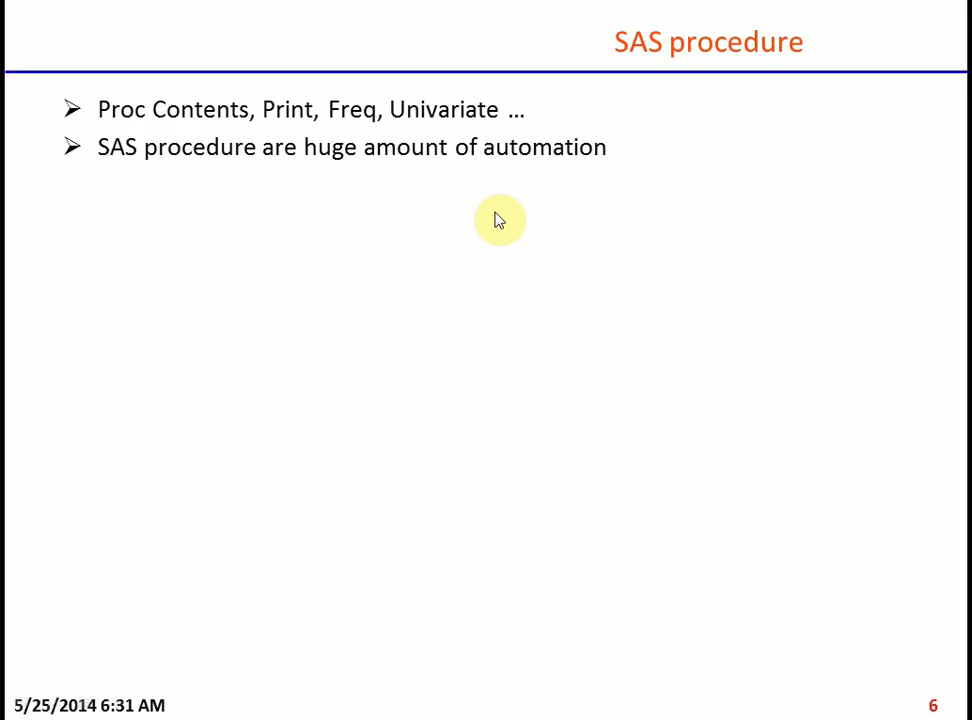 SAS procedure
Proc Contents, Print, Freq, Univariate ...
SAS procedure are huge amount of automation
5/25/2014 6:31 AM
6